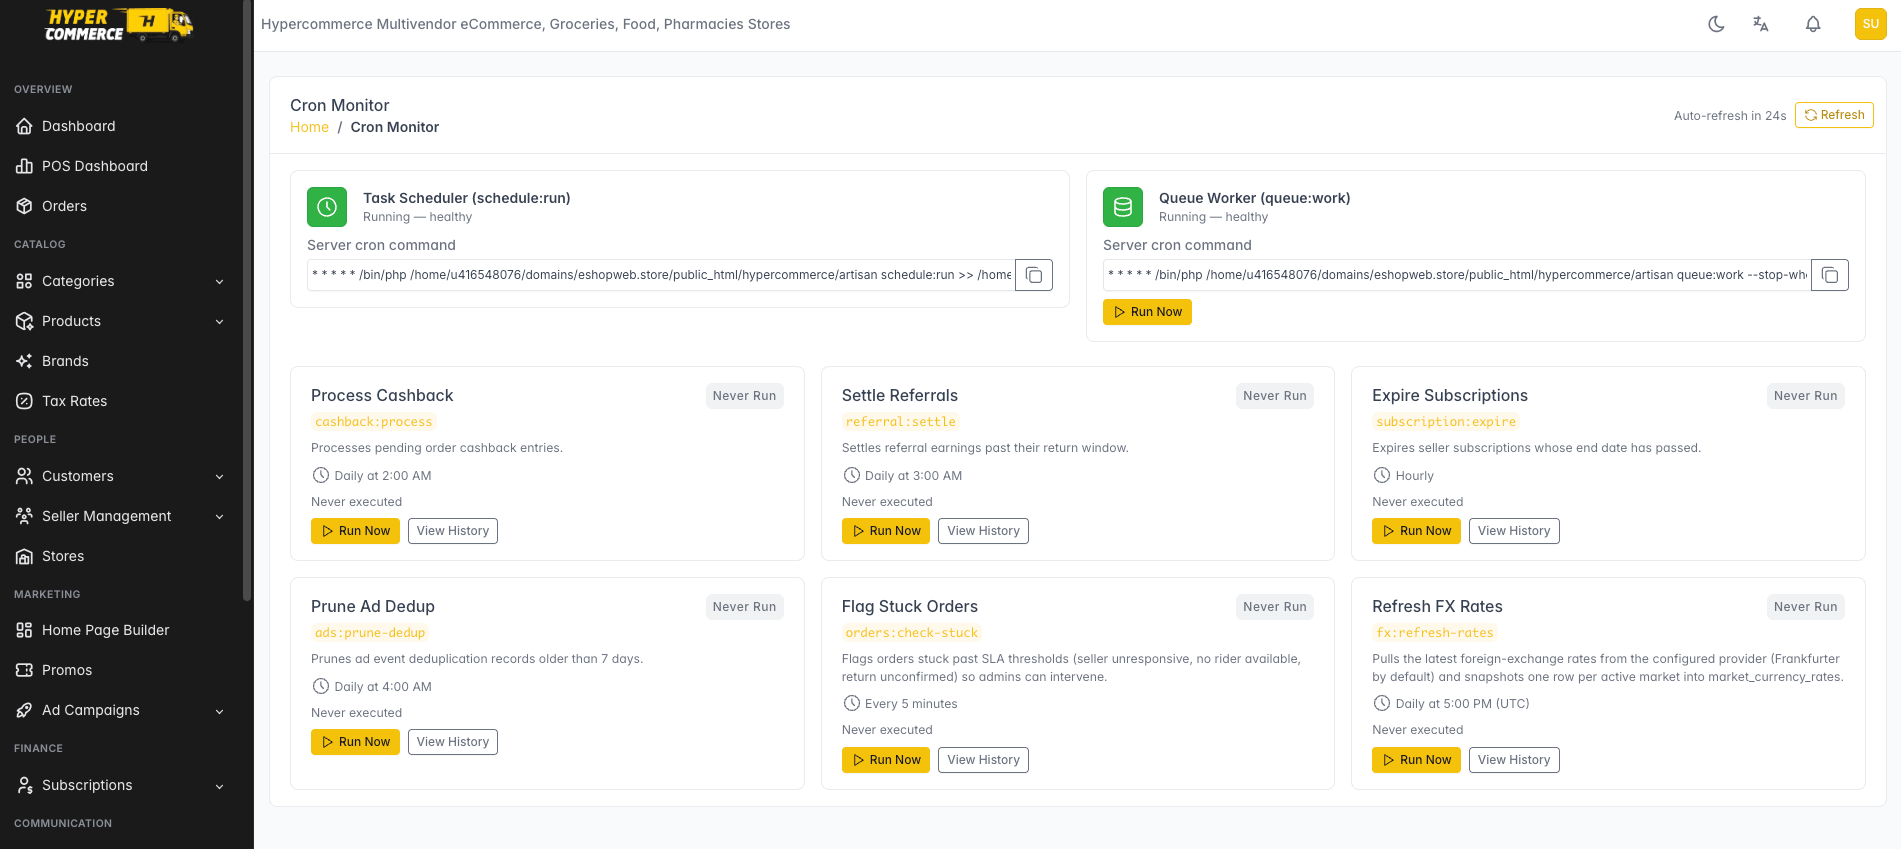 HYPER
H
COMMERCE
Hypercommerce Multivendor eCommerce, Groceries, Food, Pharmacies Stores
SU
OVERVIEW
Dashboard
POS Dashboard
Orders
CATALOG
Categories
Products
Brands
Tax Rates
PEOPLE
Customers
Seller Management
Stores
MARKETING
Home Page Builder
Promos
Ad Campaigns
FINANCE
Subscriptions
COMMUNICATION
Cron Monitor
Home / Cron Monitor
Auto-refresh in 24s
Refresh
Task Scheduler (schedule:run)
Running — healthy
Server cron command
* * * * * /bin/php /home/u416548076/domains/eshopweb.store/public_html/hypercommerce/artisan schedule:run >> /home
Queue Worker (queue:work)
Running — healthy
Server cron command
* * * * * /bin/php /home/u416548076/domains/eshopweb.store/public_html/hypercommerce/artisan queue:work --stop-whe
Run Now
Process Cashback
Never Run
cashback:process
Processes pending order cashback entries.
Daily at 2:00 AM
Never executed
Run Now
View History
Settle Referrals
Never Run
referral:settle
Settles referral earnings past their return window.
Daily at 3:00 AM
Never executed
Run Now
View History
Expire Subscriptions
Never Run
subscription:expire
Expires seller subscriptions whose end date has passed.
Hourly
Never executed
Run Now
View History
Prune Ad Dedup
Never Run
ads:prune-dedup
Prunes ad event deduplication records older than 7 days.
Daily at 4:00 AM
Never executed
Run Now
View History
Flag Stuck Orders
Never Run
orders:check-stuck
Flags orders stuck past SLA thresholds (seller unresponsive, no rider available,
return unconfirmed) so admins can intervene.
Every 5 minutes
Never executed
Run Now
View History
Refresh FX Rates
Never Run
fx:refresh-rates
Pulls the latest foreign-exchange rates from the configured provider (Frankfurter
by default) and snapshots one row per active market into market_currency_rates.
Daily at 5:00 PM (UTC)
Never executed
Run Now
View History